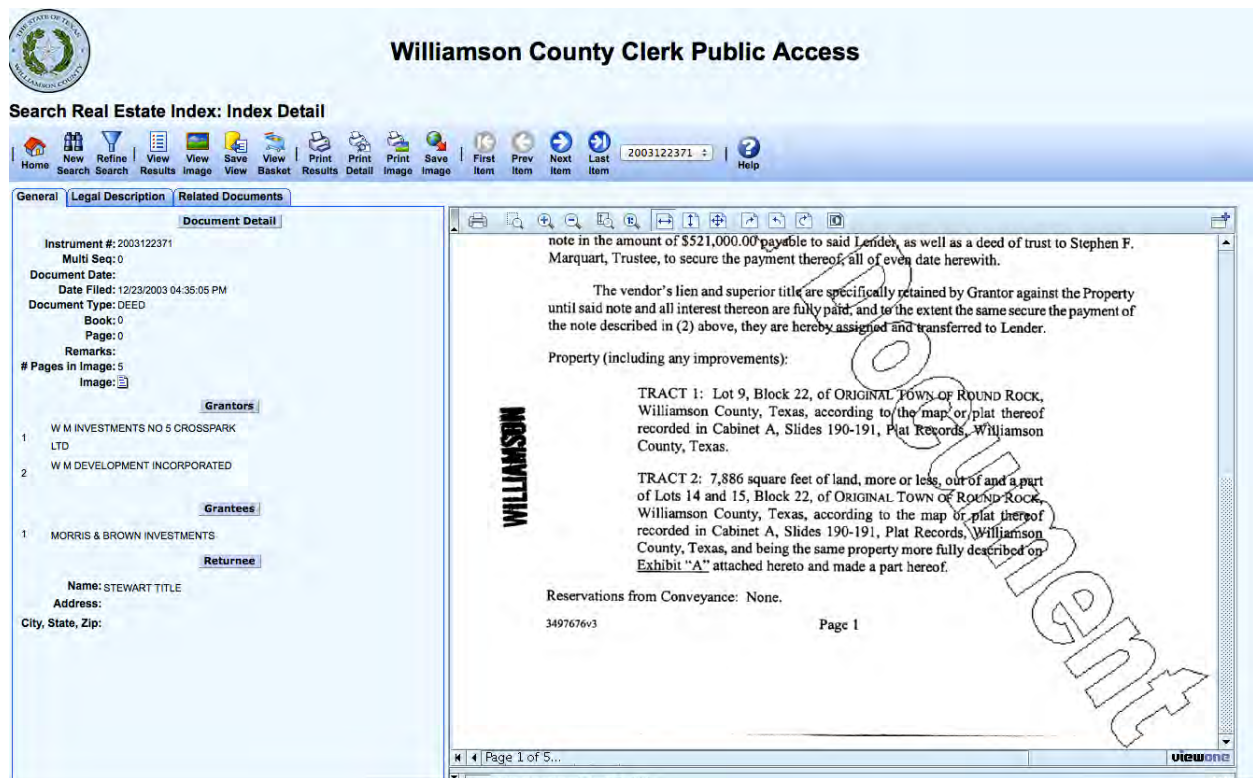 THE STATE OF TEXAS
WILLIAMSON COUNTY
Williamson County Clerk Public Access
Search Real Estate Index: Index Detail
Home
New Search
Refine Search
View Results
View Image
Save View
View Basket
Print Results
Print Detail
Print Image
Save Image
First Item
Prev Item
Next Item
Last Item
2003122371
Help
General
Legal Description
Related Documents
Document Detail
Instrument #: 2003122371
Multi Seq: 0
Document Date:
Date Filed: 12/23/2003 04:35:05 PM
Document Type: DEED
Book: 0
Page: 0
Remarks:
# Pages in Image: 5
Image:
Grantors
1 W M INVESTMENTS NO 5 CROSSPARK
LTD
2 W M DEVELOPMENT INCORPORATED
Grantees
1 MORRIS & BROWN INVESTMENTS
Returnee
Name: STEWART TITLE
Address:
City, State, Zip:
note in the amount of $521,000.00 payable to said Lender, as well as a deed of trust to Stephen F.
Marquart, Trustee, to secure the payment thereof, all of even date herewith.
The vendor's lien and superior title are specifically retained by Grantor against the Property
until said note and all interest thereon are fully paid, and to the extent the same secure the payment of
the note described in (2) above, they are hereby assigned and transferred to Lender.
Property (including any improvements):
TRACT 1: Lot 9, Block 22, of ORIGINAL TOWN OF ROUND ROCK,
Williamson County, Texas, according to the map or plat thereof
recorded in Cabinet A, Slides 190-191, Plat Records, Williamson
County, Texas.
TRACT 2: 7,886 square feet of land, more or less, out of and a part
of Lots 14 and 15, Block 22, of ORIGINAL TOWN OF ROUND ROCK,
Williamson County, Texas, according to the map or plat thereof
recorded in Cabinet A, Slides 190-191, Plat Records, Williamson
County, Texas, and being the same property more fully described on
Exhibit "A" attached hereto and made a part hereof.
Reservations from Conveyance: None.
3497676v3
Page 1
WILLIAMSON
Document
Page 1 of 5...
viewone